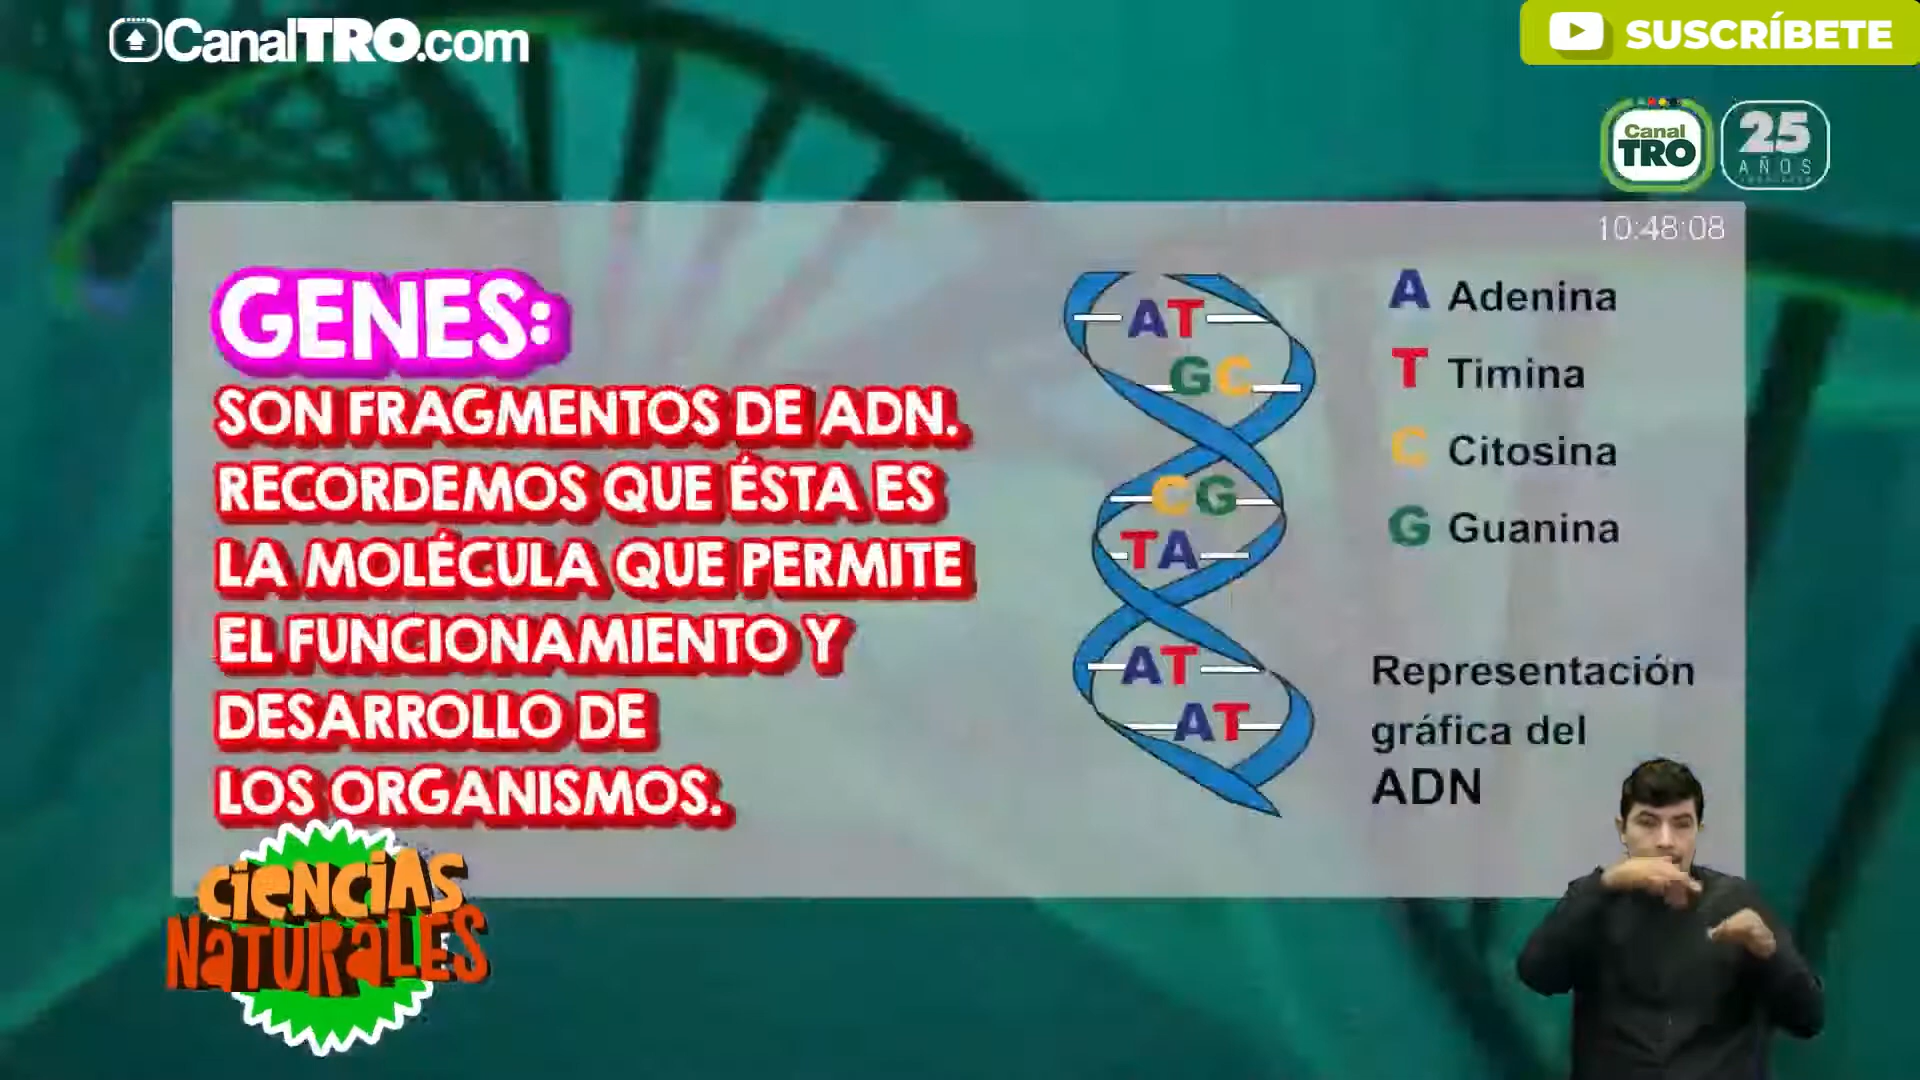 CanalTRO.com
SUSCRÍBETE
Canal
TRO
25
AÑOS
10:48:08
GENES:
SON FRAGMENTOS DE ADN.
RECORDEMOS QUE ÉSTA ES
LA MOLÉCULA QUE PERMITE
EL FUNCIONAMIENTO Y
DESARROLLO DE
LOS ORGANISMOS.
AT
GC
CG
TA
AT
AT
A Adenina
T Timina
C Citosina
G Guanina
Representación
gráfica del
ADN
CIENCIAS
NATURALES